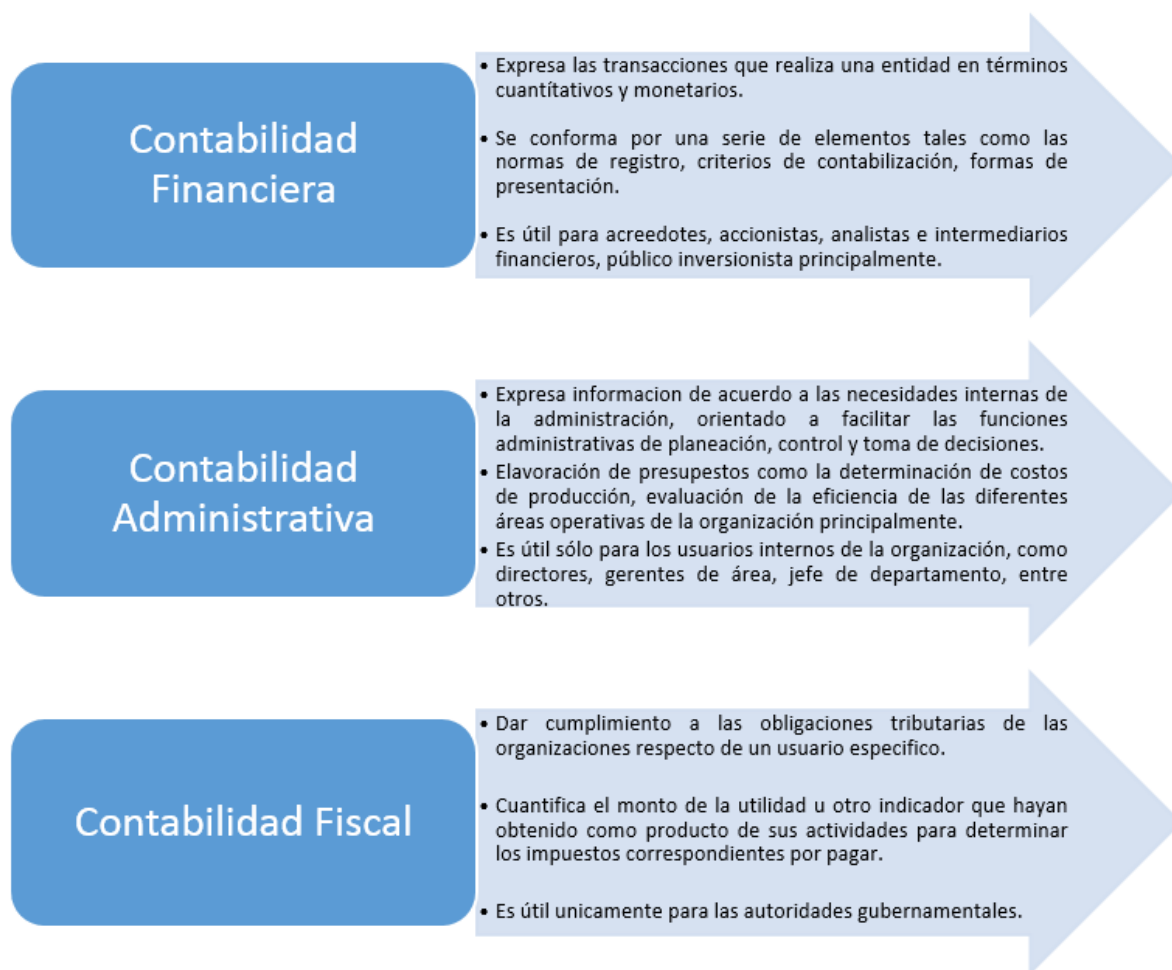 Contabilidad
Financiera
• Expresa las transacciones que realiza una entidad en términos
cuantítativos y monetarios.
• Se conforma por una serie de elementos tales como las
normas de registro, criterios de contabilización, formas de
presentación.
• Es útil para acreedotes, accionistas, analistas e intermediarios
financieros, público inversionista principalmente.
Contabilidad
Administrativa
• Expresa informacion de acuerdo a las necesidades internas de
la administración, orientado a facilitar las funciones
administrativas de planeación, control y toma de decisiones.
• Elavoración de presupestos como la determinación de costos
de producción, evaluación de la eficiencia de las diferentes
áreas operativas de la organización principalmente.
• Es útil sólo para los usuarios internos de la organización, como
directores, gerentes de área, jefe de departamento, entre
otros.
Contabilidad Fiscal
• Dar cumplimiento a las obligaciones tributarias de las
organizaciones respecto de un usuario especifico.
• Cuantifica el monto de la utilidad u otro indicador que hayan
obtenido como producto de sus actividades para determinar
los impuestos correspondientes por pagar.
• Es útil unicamente para las autoridades gubernamentales.